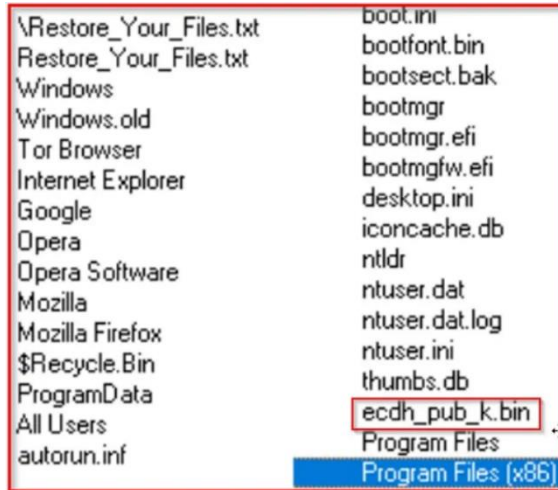 \Restore_Your_Files.txt
Restore_Your_Files.txt
Windows
Windows.old
Tor Browser
Internet Explorer
Google
Opera
Opera Software
Mozilla
Mozilla Firefox
$Recycle.Bin
ProgramData
All Users
autorun.inf
boot.ini
bootfont.bin
bootsect.bak
bootmgr
bootmgr.efi
bootmgfw.efi
desktop.ini
iconcache.db
ntldr
ntuser.dat
ntuser.dat.log
ntuser.ini
thumbs.db
ecdh_pub_k.bin
Program Files
Program Files (x86)